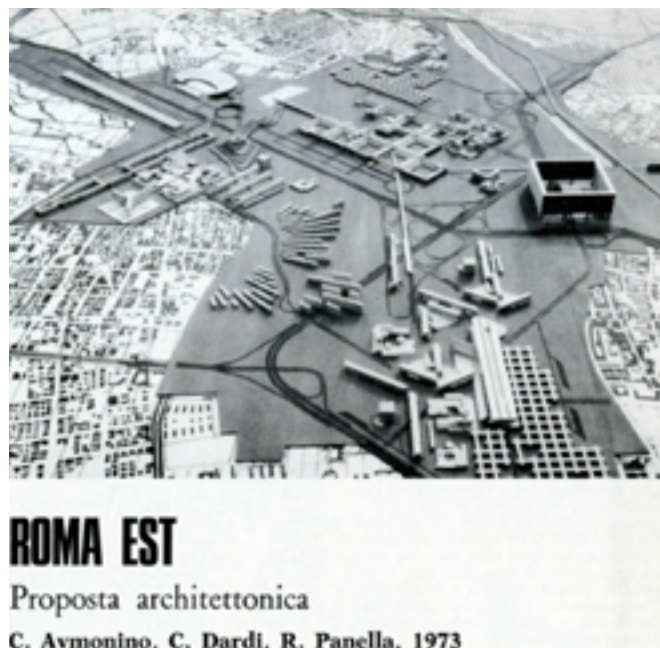 ROMA EST
Proposta architettonica
C. Aymonino, C. Dardi, R. Panella, 1973